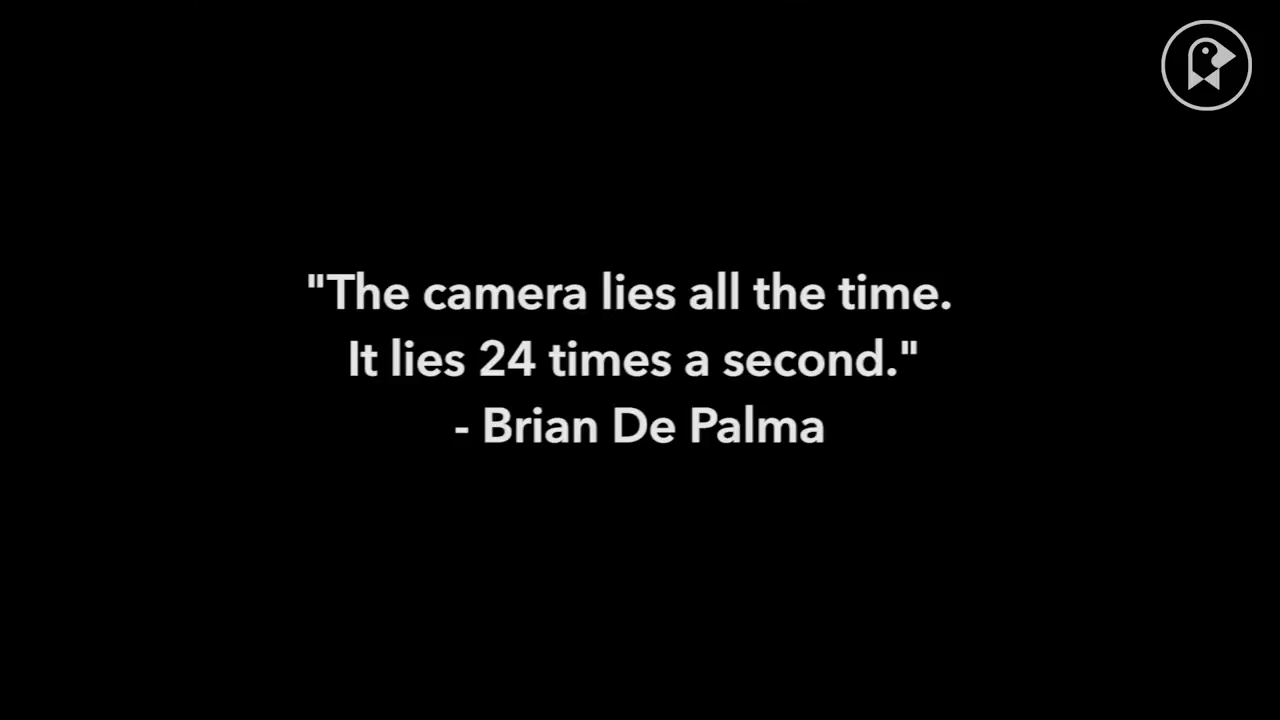 "The camera lies all the time.
It lies 24 times a second."
- Brian De Palma